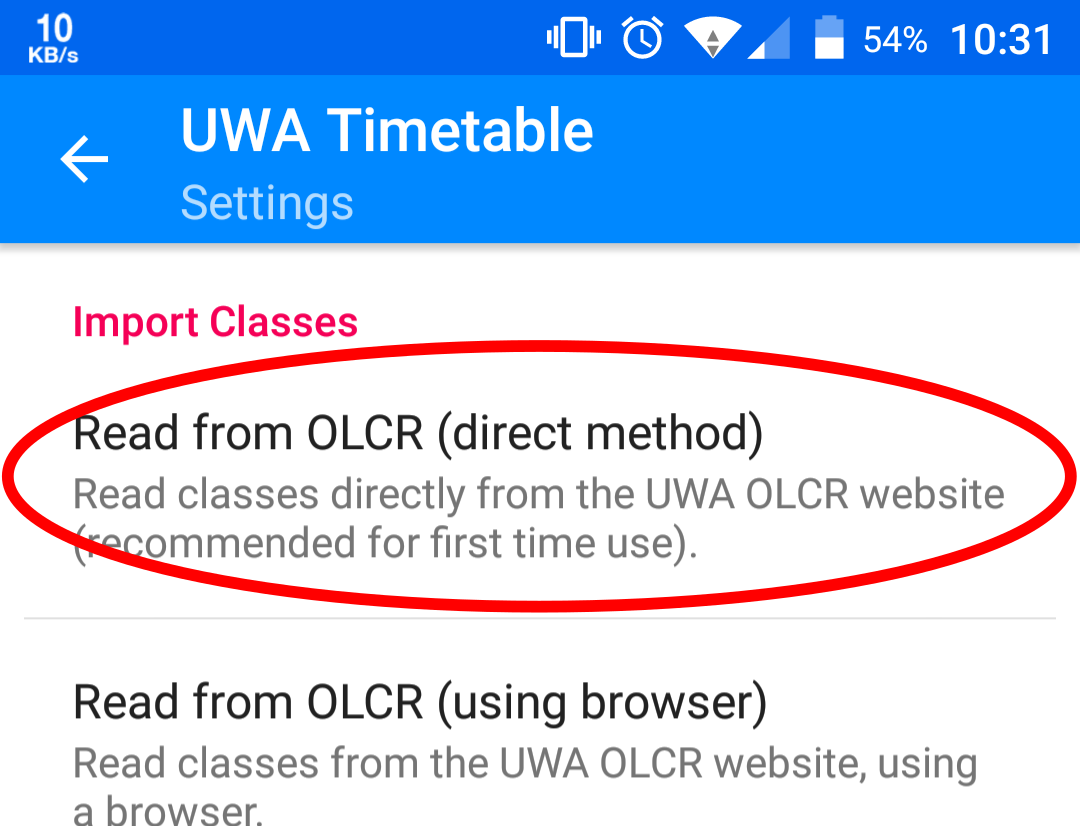 10
KB/s
54%
10:31
UWA Timetable
Settings
Import Classes
Read from OLCR (direct method)
Read classes directly from the UWA OLCR website
(recommended for first time use).
Read from OLCR (using browser)
Read classes from the UWA OLCR website, using
a browser.